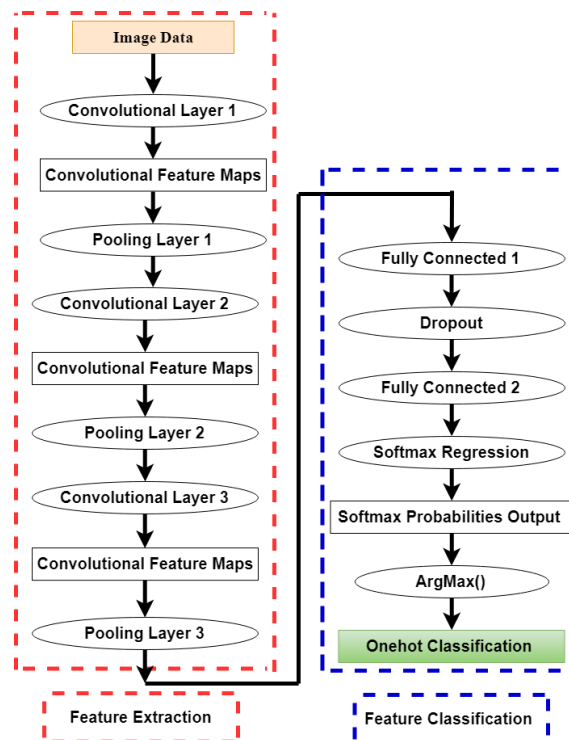 Image Data
Convolutional Layer 1
Convolutional Feature Maps
Pooling Layer 1
Convolutional Layer 2
Convolutional Feature Maps
Pooling Layer 2
Convolutional Layer 3
Convolutional Feature Maps
Pooling Layer 3
Feature Extraction
Fully Connected 1
Dropout
Fully Connected 2
Softmax Regression
Softmax Probabilities Output
ArgMax()
Onehot Classification
Feature Classification